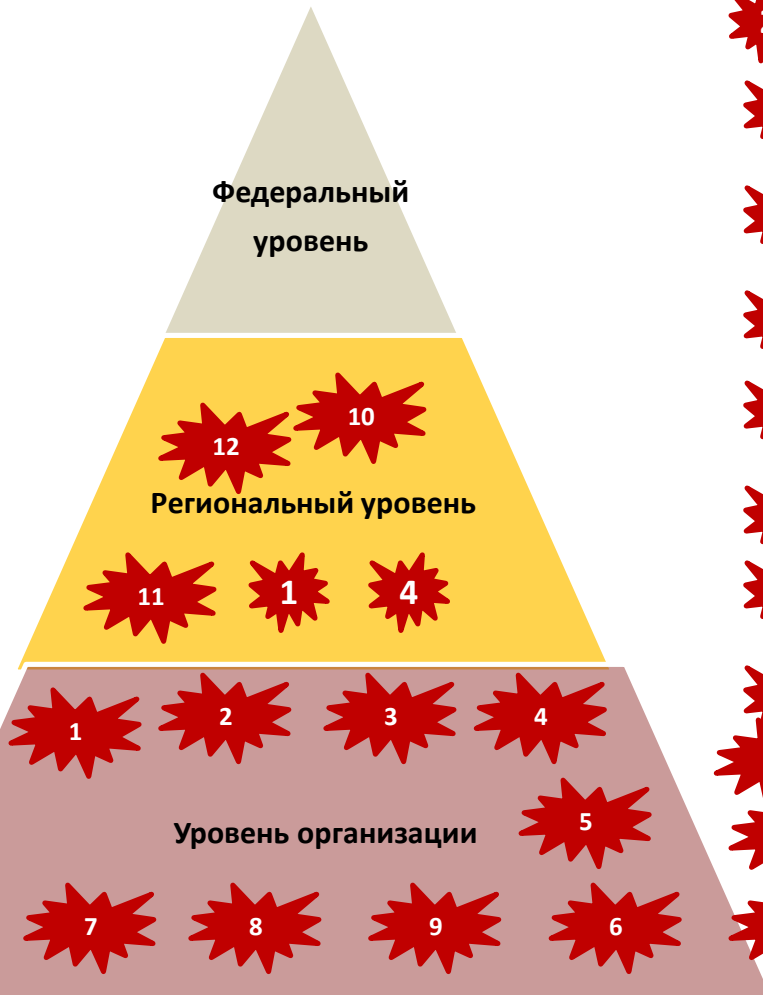 Федеральный
уровень
10
12
Региональный уровень
11 1 4
1 2 3 4
5
Уровень организации
7 8 9 6